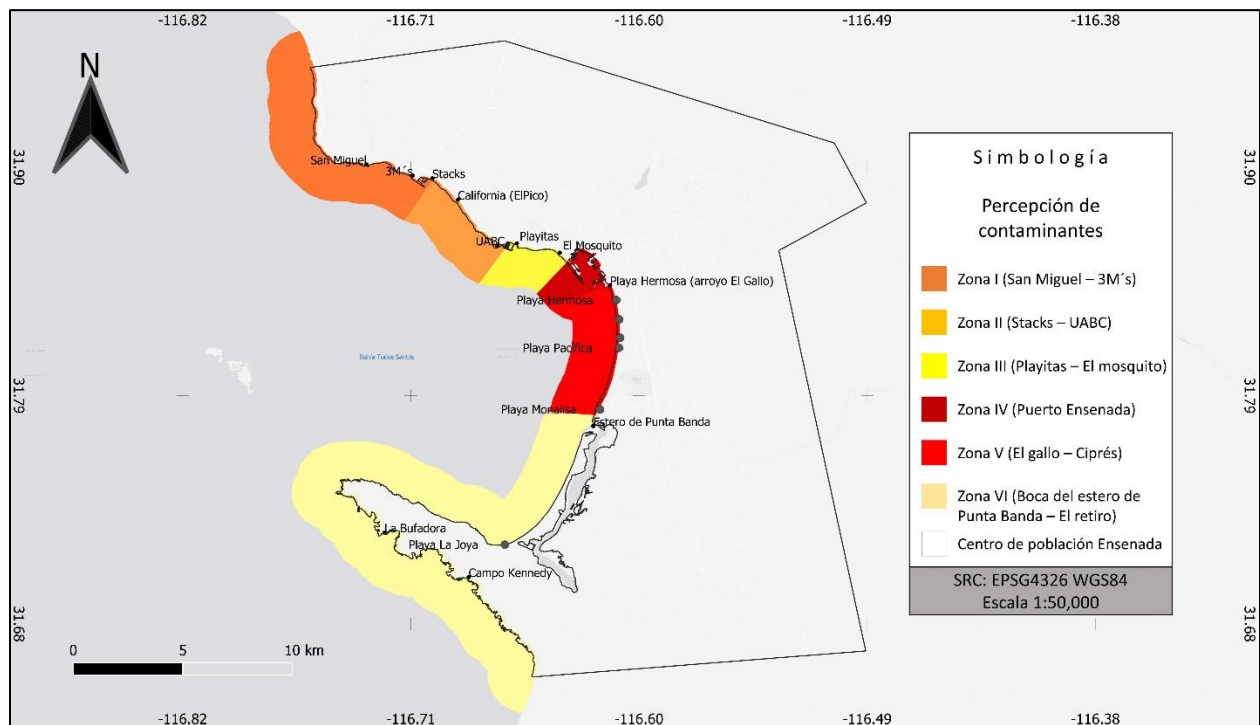 -116.82 -116.71 -116.60 -116.49 -116.38
N
31.90 31.90
San Miguel
3M´s
Stacks
California (ElPico)
UABC
Playitas
El Mosquito
Playa Hermosa (arroyo El Gallo)
Playa Hermosa
Playa Pacifica
Bahía Todos Santos
31.79 31.79
Playa Monalisa
Estero de Punta Banda
La Bufadora
Playa La Joya
Campo Kennedy
31.68 31.68
0 5 10 km
-116.82 -116.71 -116.60 -116.49 -116.38
Simbología
Percepción de
contaminantes
Zona I (San Miguel – 3M´s)
Zona II (Stacks – UABC)
Zona III (Playitas – El mosquito)
Zona IV (Puerto Ensenada)
Zona V (El gallo – Ciprés)
Zona VI (Boca del estero de
Punta Banda – El retiro)
Centro de población Ensenada
SRC: EPSG4326 WGS84
Escala 1:50,000